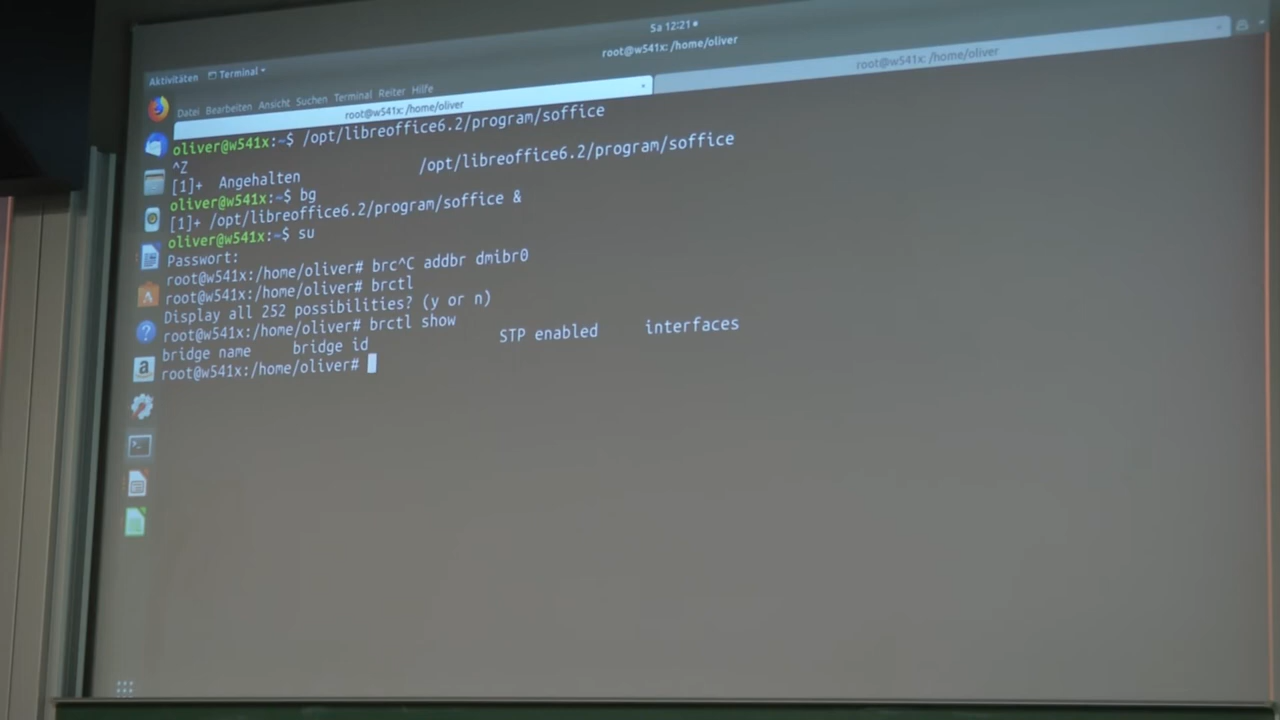 Sa 12:21
root@w541x: /home/oliver
Aktivitäten Terminal
Datei Bearbeiten Ansicht Suchen Terminal Reiter Hilfe
root@w541x: /home/oliver
root@w541x: /home/oliver
oliver@w541x:~$ /opt/libreoffice6.2/program/soffice
^Z
[1]+ Angehalten /opt/libreoffice6.2/program/soffice
oliver@w541x:~$ bg
[1]+ /opt/libreoffice6.2/program/soffice &
oliver@w541x:~$ su
Passwort:
root@w541x:/home/oliver# brc^C addbr dmibr0
root@w541x:/home/oliver# brctl
Display all 252 possibilities? (y or n)
root@w541x:/home/oliver# brctl show
bridge name bridge id STP enabled interfaces
root@w541x:/home/oliver#